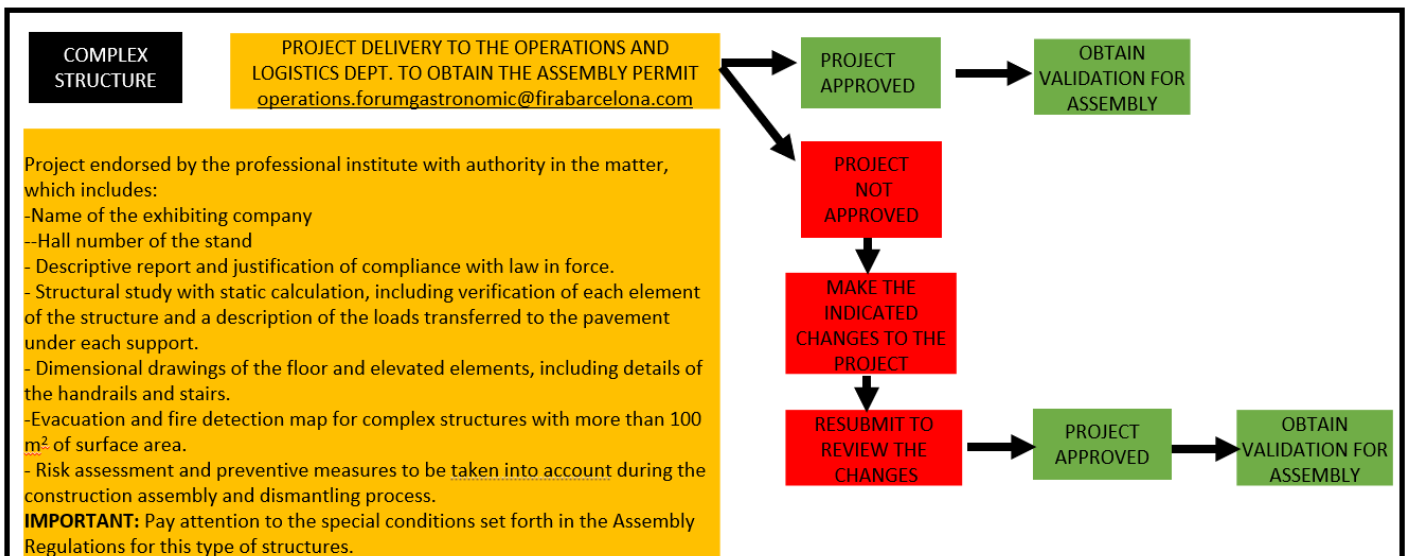 COMPLEX
STRUCTURE
PROJECT DELIVERY TO THE OPERATIONS AND
LOGISTICS DEPT. TO OBTAIN THE ASSEMBLY PERMIT
operations.forumgastronomic@firabarcelona.com
PROJECT
APPROVED
OBTAIN
VALIDATION FOR
ASSEMBLY
Project endorsed by the professional institute with authority in the matter,
which includes:
-Name of the exhibiting company
--Hall number of the stand
- Descriptive report and justification of compliance with law in force.
- Structural study with static calculation, including verification of each element
of the structure and a description of the loads transferred to the pavement
under each support.
- Dimensional drawings of the floor and elevated elements, including details of
the handrails and stairs.
-Evacuation and fire detection map for complex structures with more than 100
m² of surface area.
- Risk assessment and preventive measures to be taken into account during the
construction assembly and dismantling process.
IMPORTANT: Pay attention to the special conditions set forth in the Assembly
Regulations for this type of structures.
PROJECT
NOT
APPROVED
MAKE THE
INDICATED
CHANGES TO THE
PROJECT
RESUBMIT TO
REVIEW THE
CHANGES
PROJECT
APPROVED
OBTAIN
VALIDATION FOR
ASSEMBLY